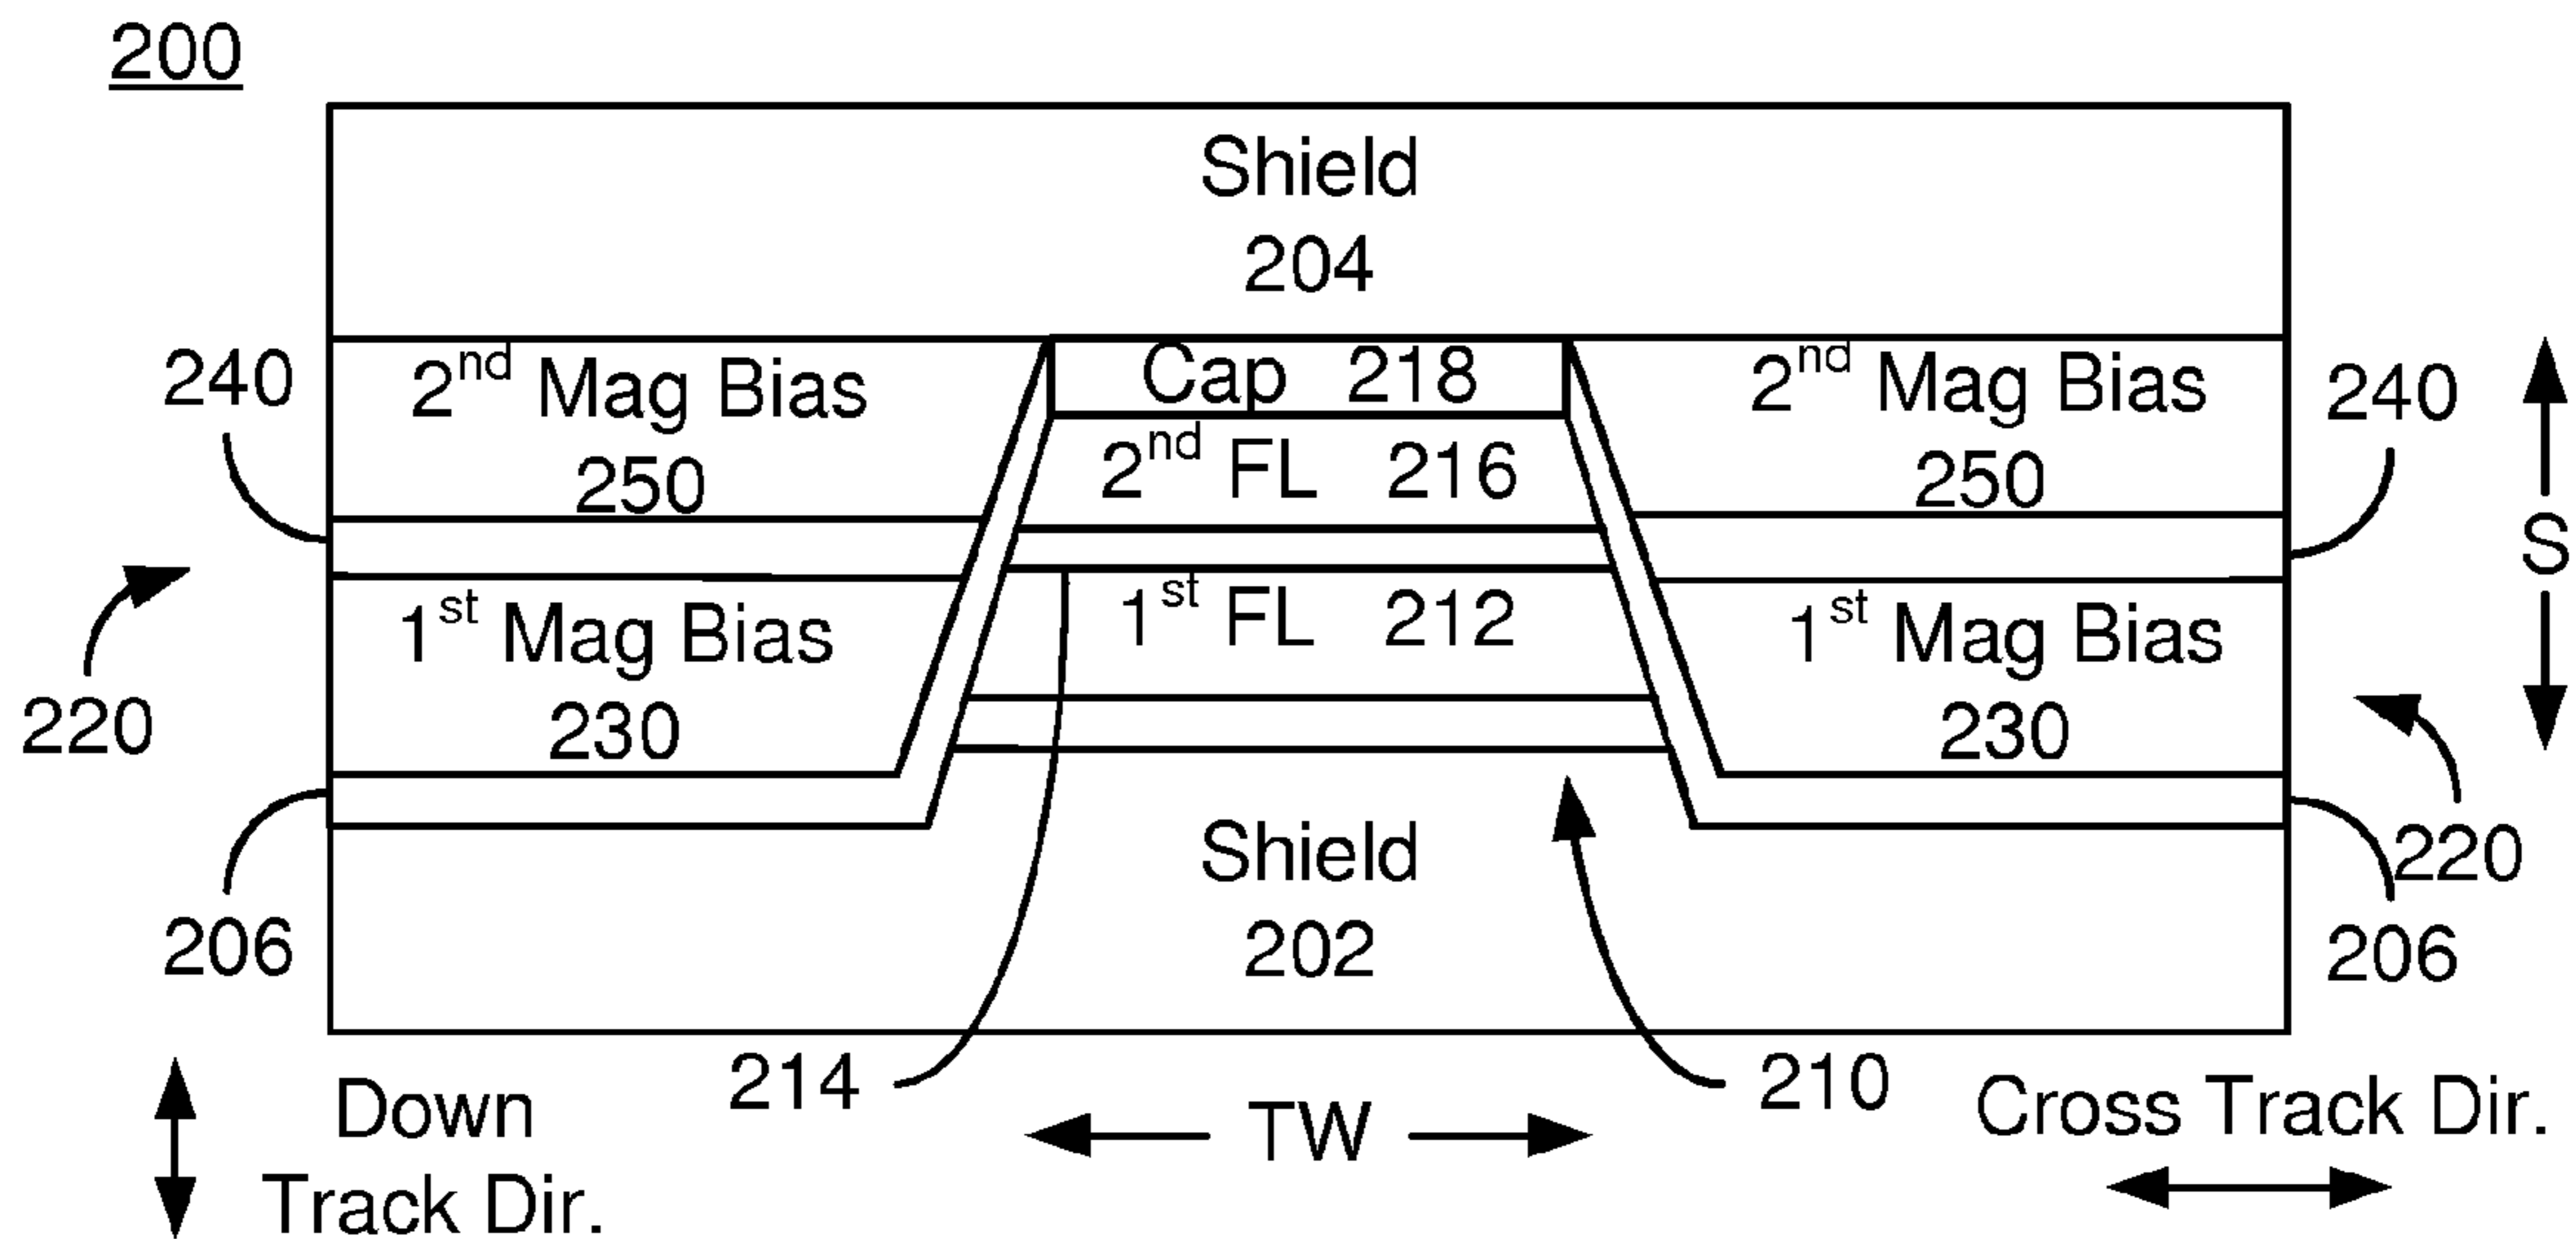 200
Shield
204
240
2nd Mag Bias
250
Cap 218
2nd FL 216
2nd Mag Bias
250
240
S
220
1st Mag Bias
230
1st FL 212
1st Mag Bias
230
220
206
Shield
202
206
214
210
Down
Track Dir.
TW
Cross Track Dir.